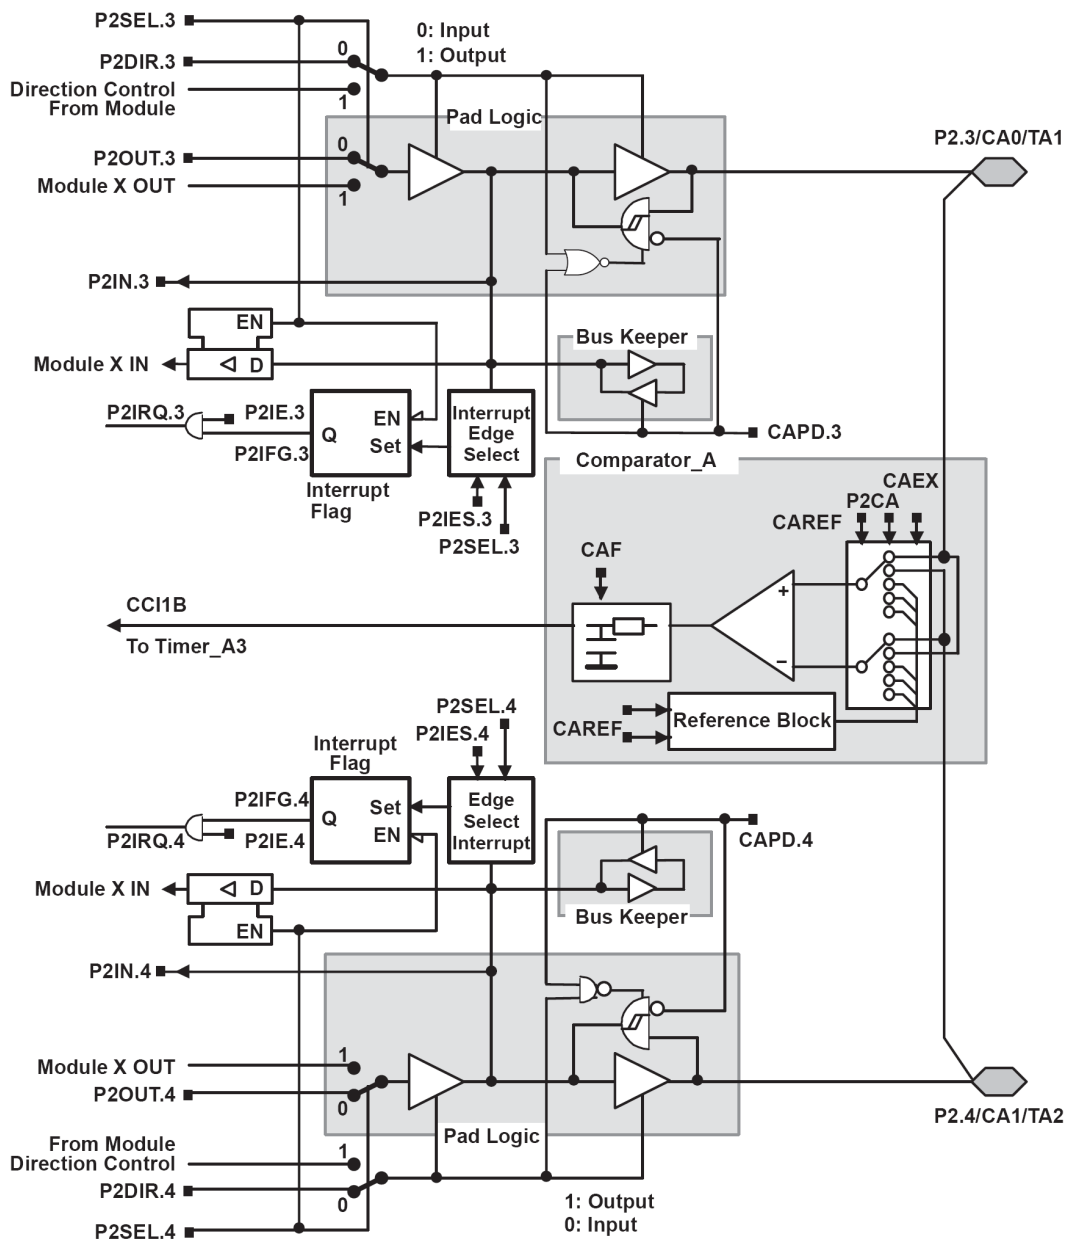 P2SEL.3
0: Input
1: Output
P2DIR.3
0
Direction Control
From Module
1
Pad Logic
P2.3/CA0/TA1
P2OUT.3
0
Module X OUT
1
P2IN.3
EN
Module X IN
D
Bus Keeper
P2IRQ.3
P2IE.3
P2IFG.3
Q
EN
Set
Interrupt
Flag
Interrupt
Edge
Select
P2IES.3
P2SEL.3
CAPD.3
Comparator_A
CAEX
P2CA
CAREF
CAF
+
−
CCI1B
To Timer_A3
Reference Block
CAREF
P2SEL.4
P2IES.4
Interrupt
Flag
P2IFG.4
Q
Set
EN
Edge
Select
Interrupt
P2IRQ.4
P2IE.4
CAPD.4
Module X IN
D
EN
Bus Keeper
P2IN.4
Module X OUT
1
P2OUT.4
0
Pad Logic
P2.4/CA1/TA2
From Module
Direction Control
1
P2DIR.4
0
1: Output
0: Input
P2SEL.4